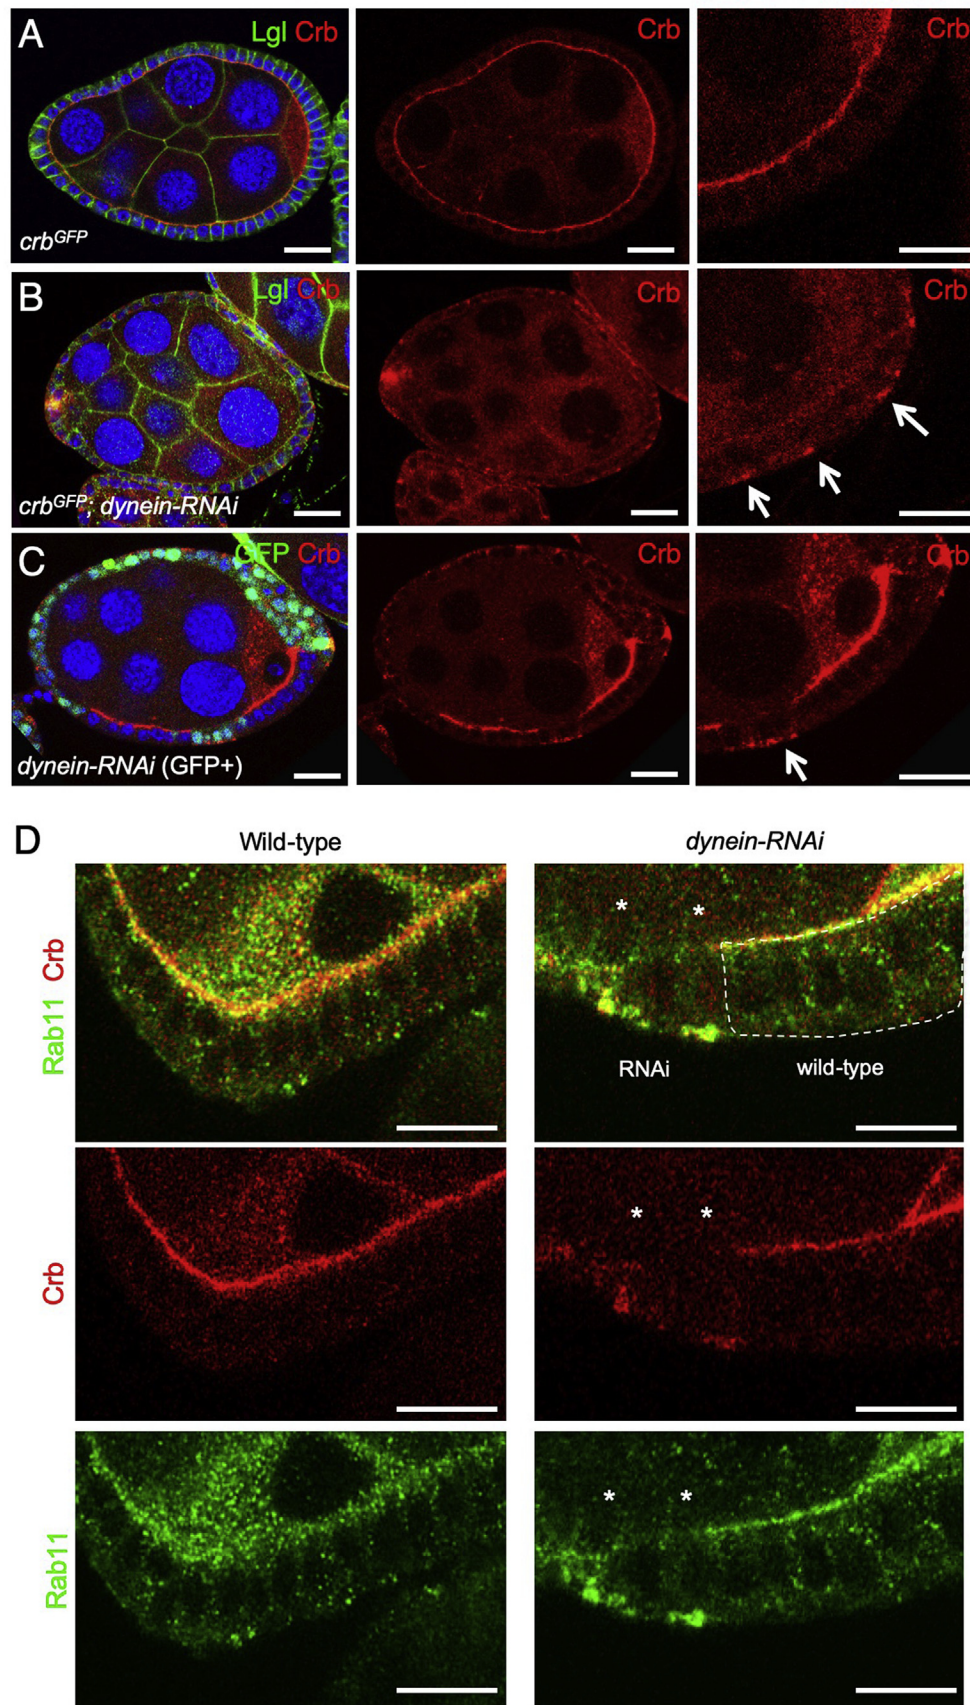 A
Lgl Crb
Crb
Crb
crbGFP
B
Lgl Crb
Crb
Crb
crbGFP; dynein-RNAi
C
GFP Crb
Crb
Crb
dynein-RNAi (GFP+)
D
Wild-type
dynein-RNAi
Rab11 Crb
* *
RNAi
wild-type
Crb
* *
Rab11
* *